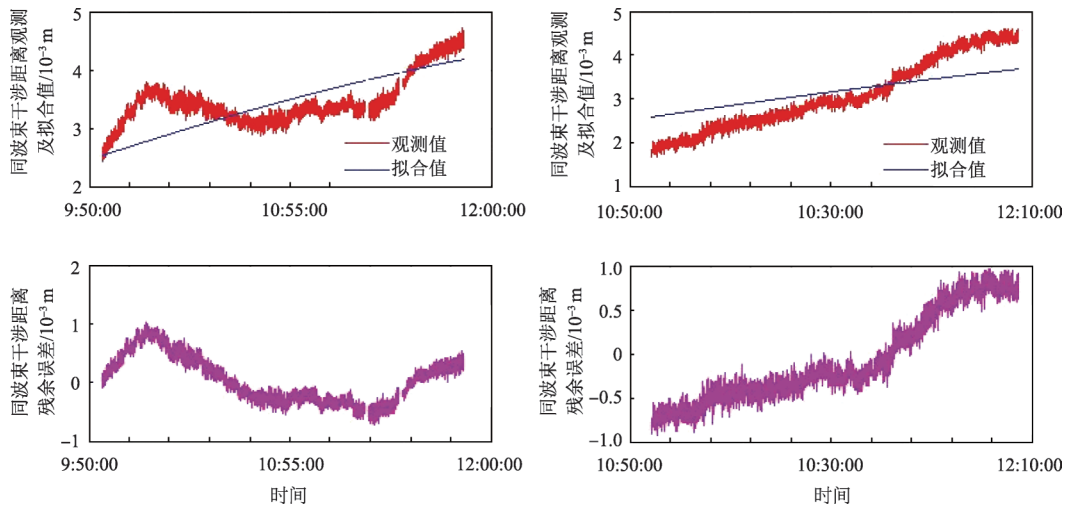 同波束干涉距离观测
及拟合值/10⁻³ m
5
4
3
2
观测值
拟合值
9:50:00
10:55:00
12:00:00
同波束干涉距离观测
及拟合值/10⁻³ m
5
4
3
2
1
观测值
拟合值
10:50:00
10:30:00
12:10:00
同波束干涉距离
残余误差/10⁻³ m
2
1
0
−1
9:50:00
10:55:00
12:00:00
时间
同波束干涉距离
残余误差/10⁻³ m
1.0
0.5
0
−0.5
−1.0
10:50:00
10:30:00
12:10:00
时间